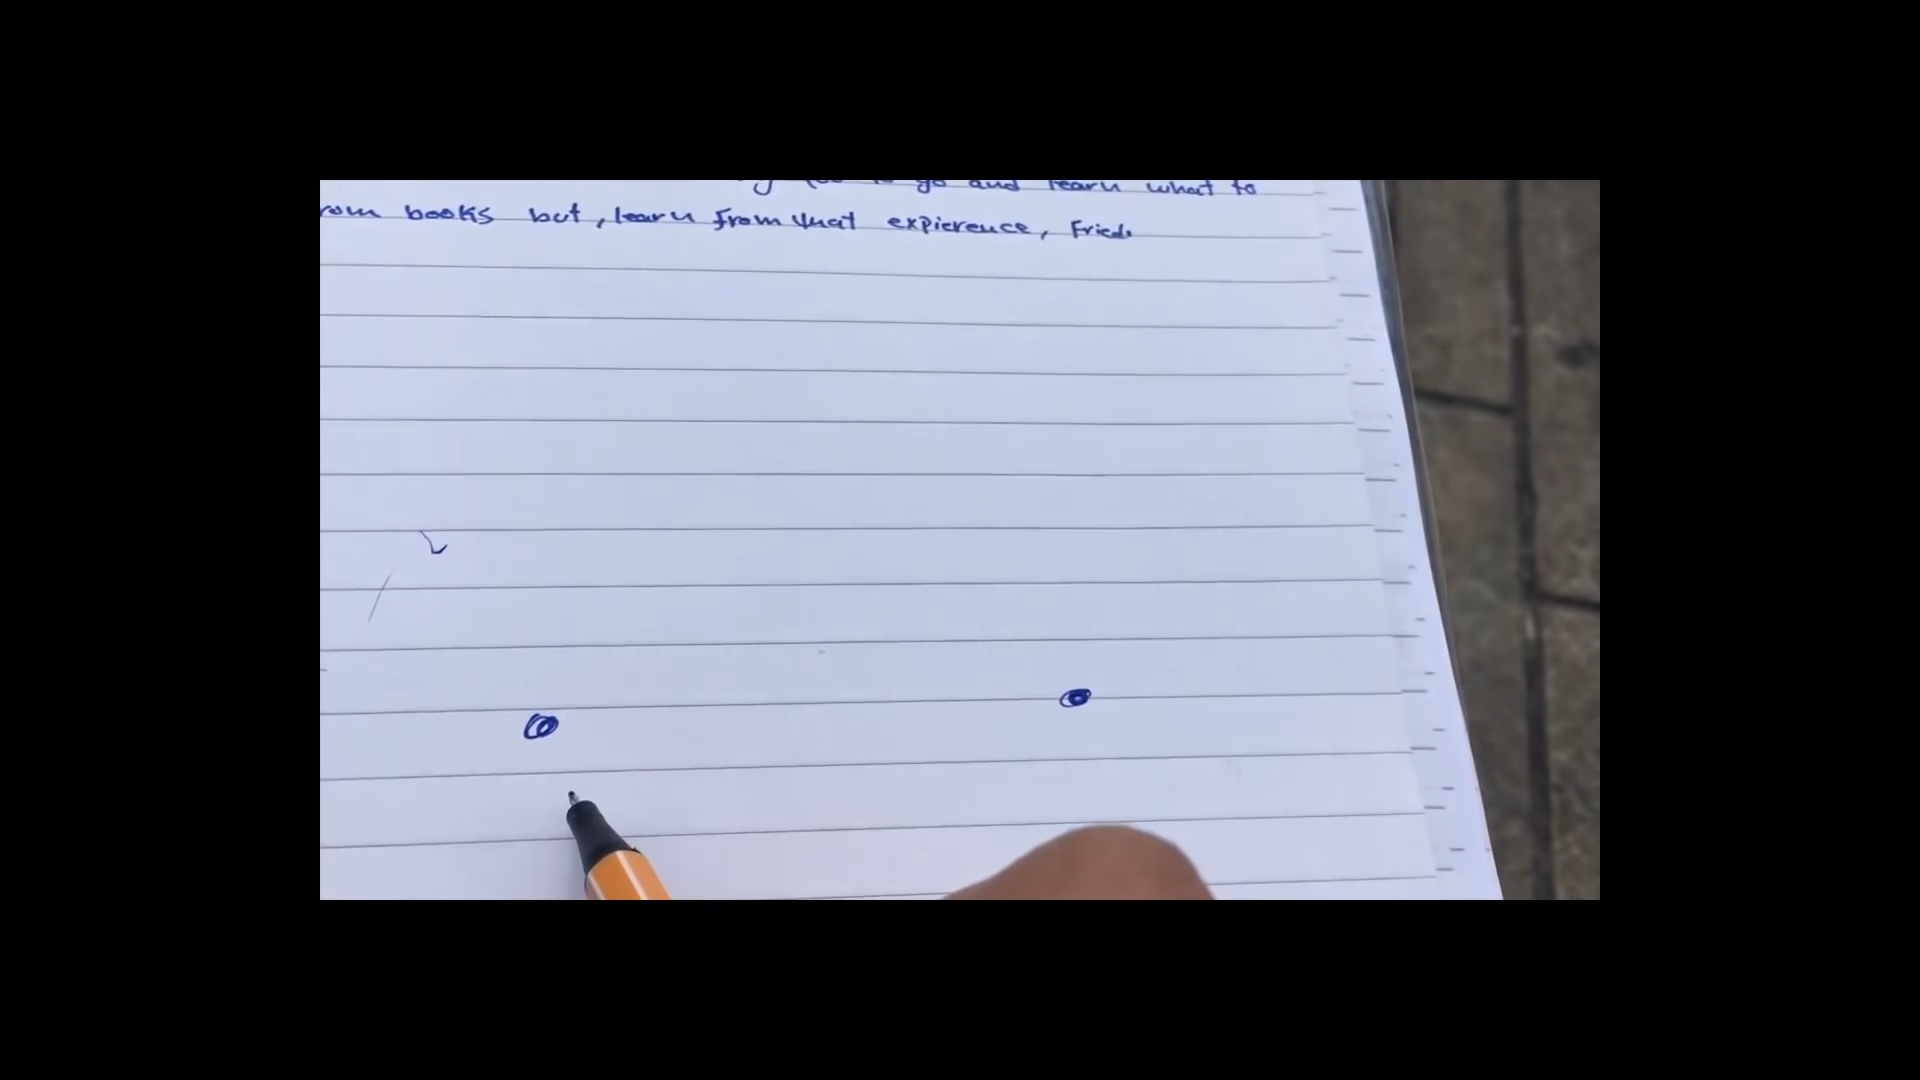 go and learn what to
rom books but, learn from that expierence, Fried.